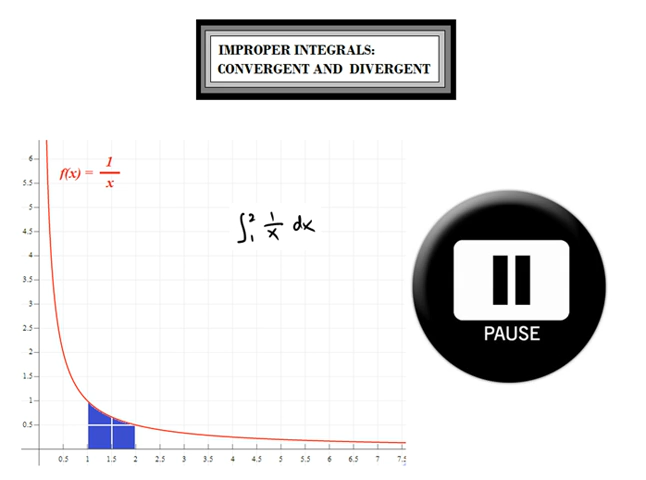 IMPROPER INTEGRALS:
CONVERGENT AND DIVERGENT
f(x) = 1/x
∫₁² 1/x dx
PAUSE
6
5.5
5
4.5
4
3.5
3
2.5
2
1.5
1
0.5
0.5 1 1.5 2 2.5 3 3.5 4 4.5 5 5.5 6 6.5 7 7.5